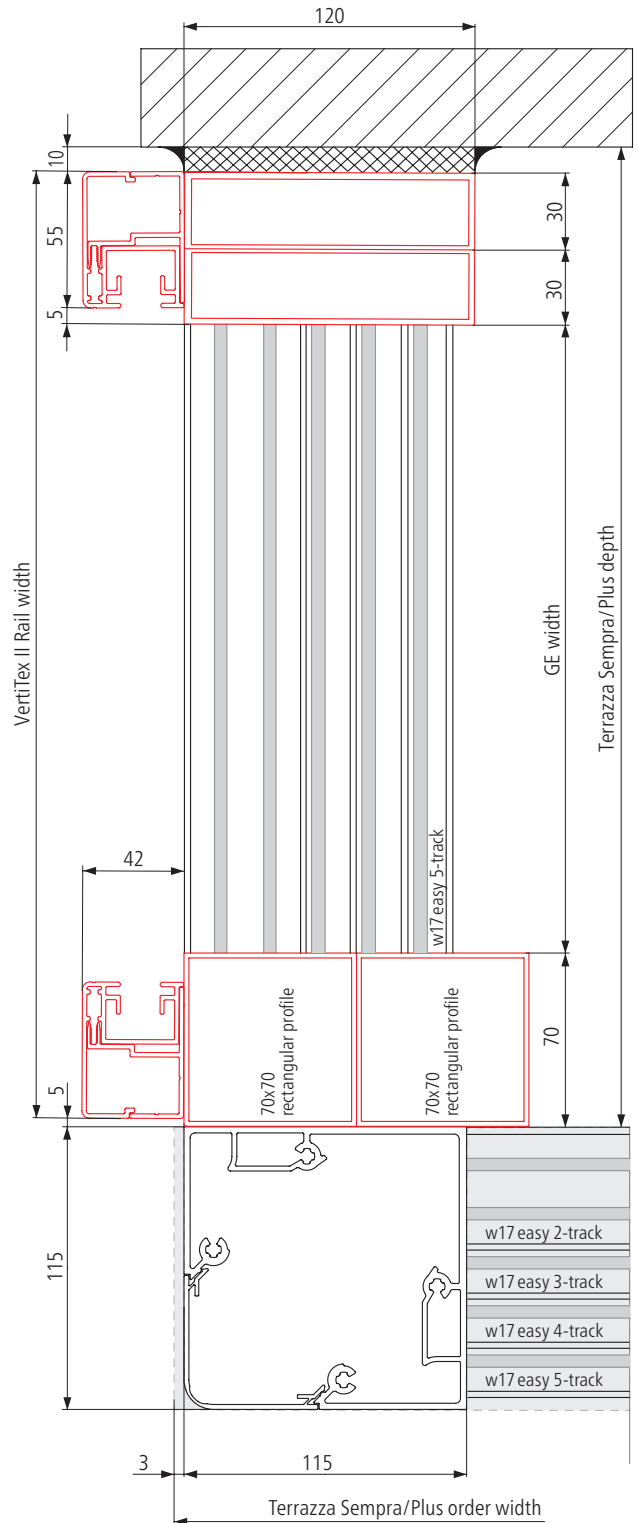 120
10
55
5
30
30
VertiTex II Rail width
GE width
Terrazza Sempra/Plus depth
42
w17 easy 5-track
70x70
rectangular profile
70x70
rectangular profile
70
5
115
w17 easy 2-track
w17 easy 3-track
w17 easy 4-track
w17 easy 5-track
3
115
Terrazza Sempra/Plus order width